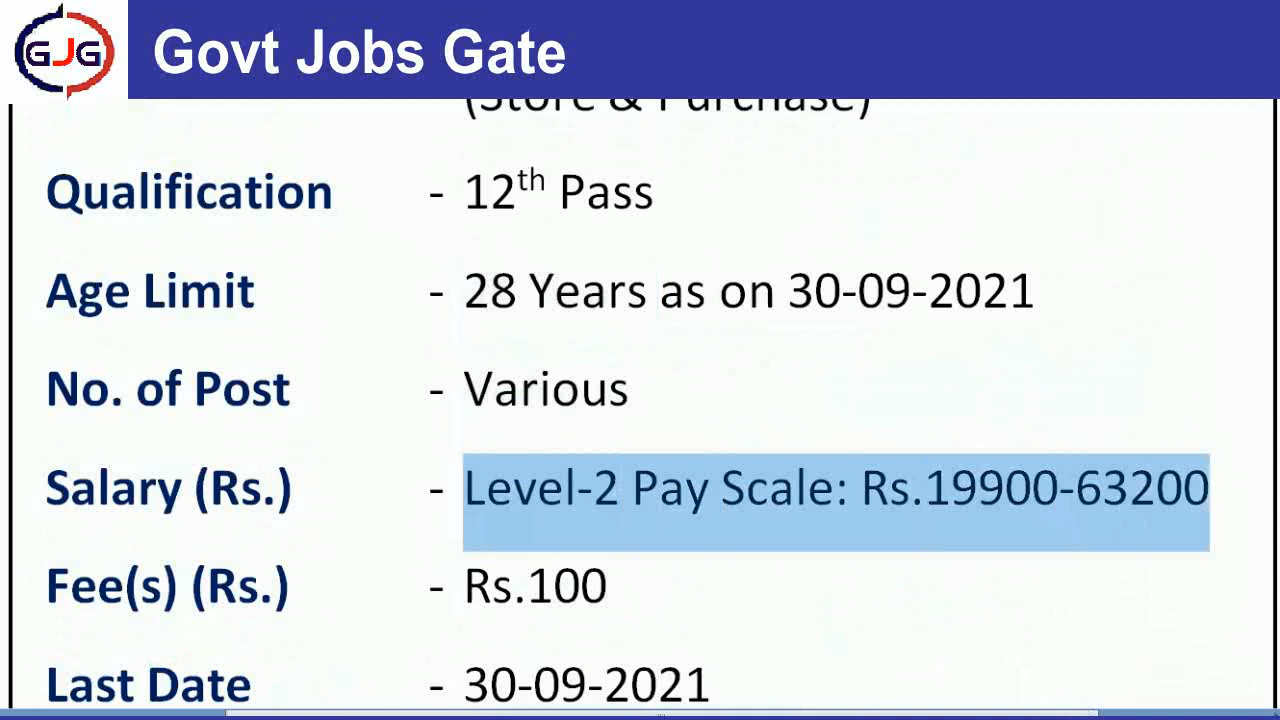 GJG
Govt Jobs Gate
(Store & Purchase)
Qualification - 12th Pass
Age Limit - 28 Years as on 30-09-2021
No. of Post - Various
Salary (Rs.) - Level-2 Pay Scale: Rs.19900-63200
Fee(s) (Rs.) - Rs.100
Last Date - 30-09-2021